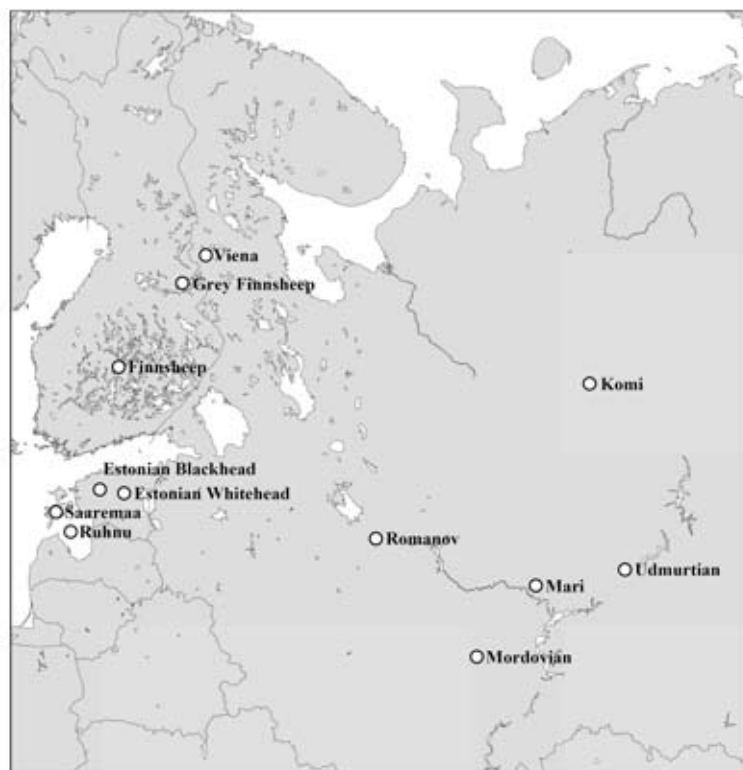 Viena
Grey Finnsheep
Finnsheep
Komi
Estonian Blackhead
Estonian Whitehead
Saaremaa
Ruhnu
Romanov
Udmurtian
Mari
Mordovian